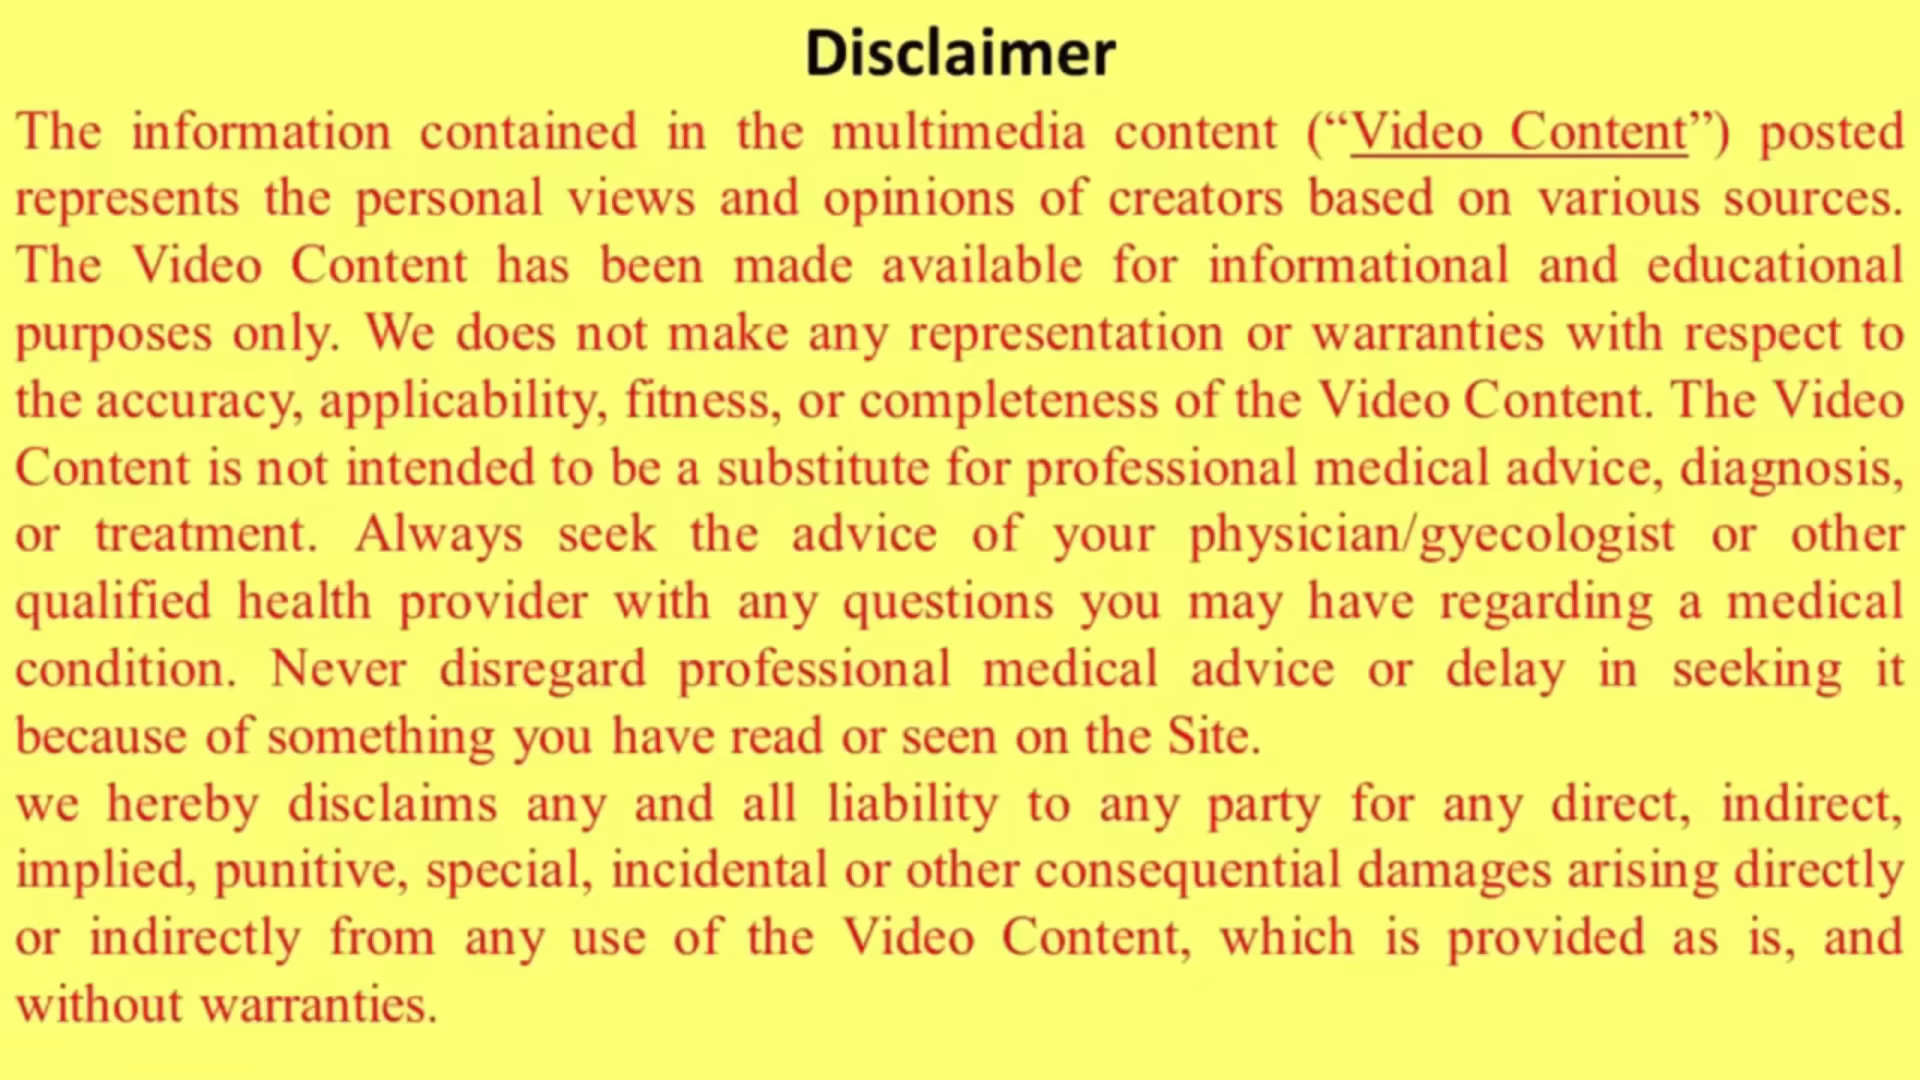 Disclaimer
The information contained in the multimedia content (“Video Content”) posted
represents the personal views and opinions of creators based on various sources.
The Video Content has been made available for informational and educational
purposes only. We does not make any representation or warranties with respect to
the accuracy, applicability, fitness, or completeness of the Video Content. The Video
Content is not intended to be a substitute for professional medical advice, diagnosis,
or treatment. Always seek the advice of your physician/gyecologist or other
qualified health provider with any questions you may have regarding a medical
condition. Never disregard professional medical advice or delay in seeking it
because of something you have read or seen on the Site.
we hereby disclaims any and all liability to any party for any direct, indirect,
implied, punitive, special, incidental or other consequential damages arising directly
or indirectly from any use of the Video Content, which is provided as is, and
without warranties.